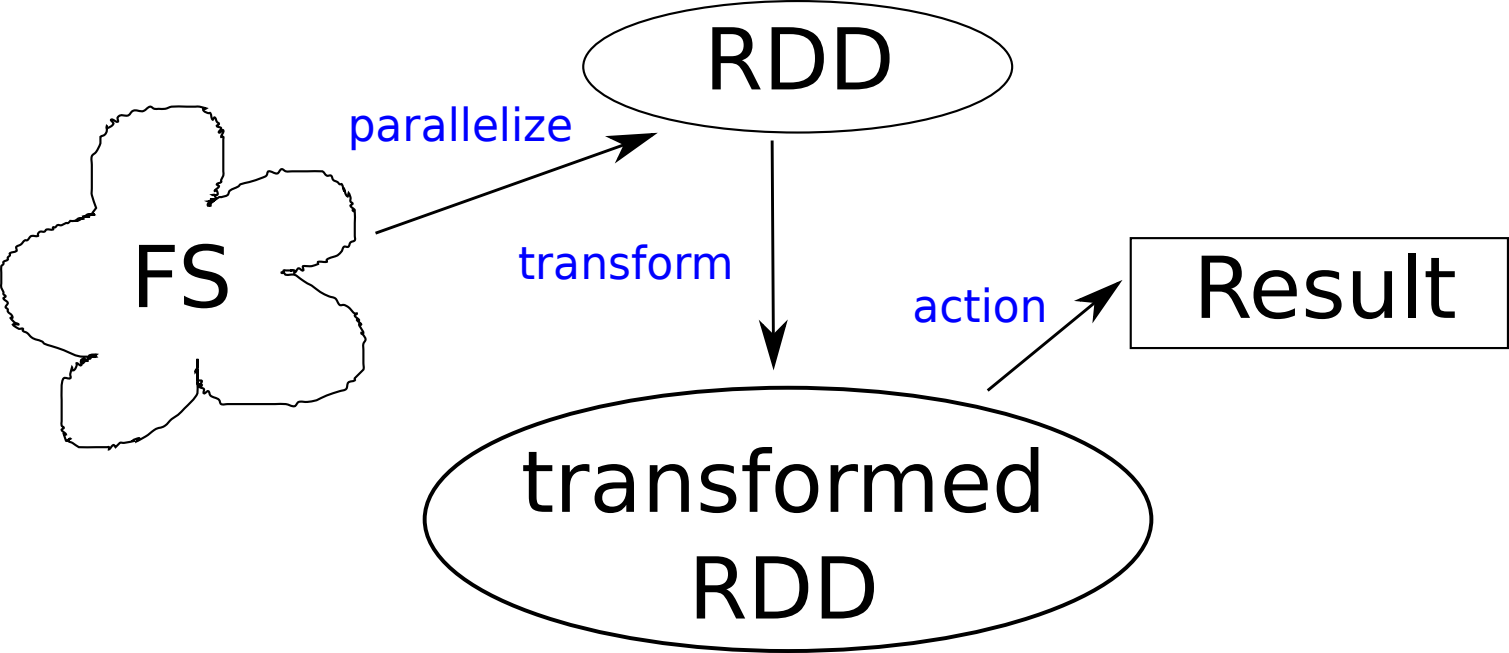 RDD
parallelize
FS
transform
action
Result
transformed
RDD